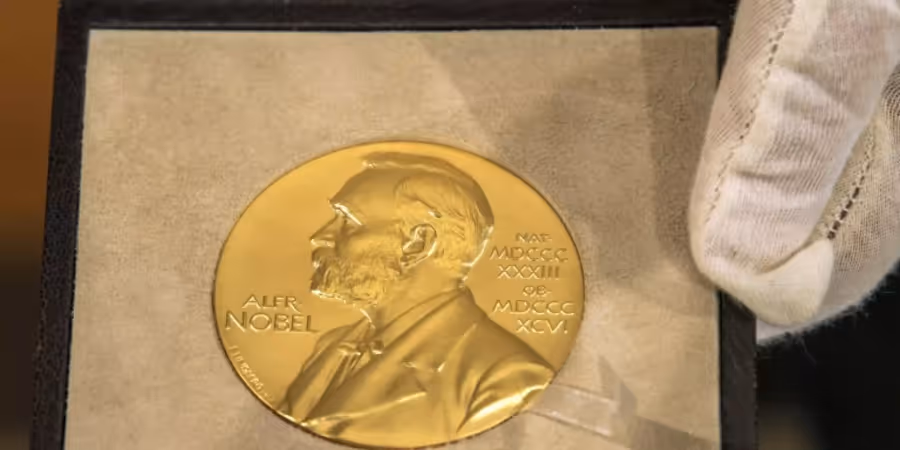 ALFR·
NOBEL
NAT·
MDCCC
XXXIII
OB·
MDCCC
XCVI